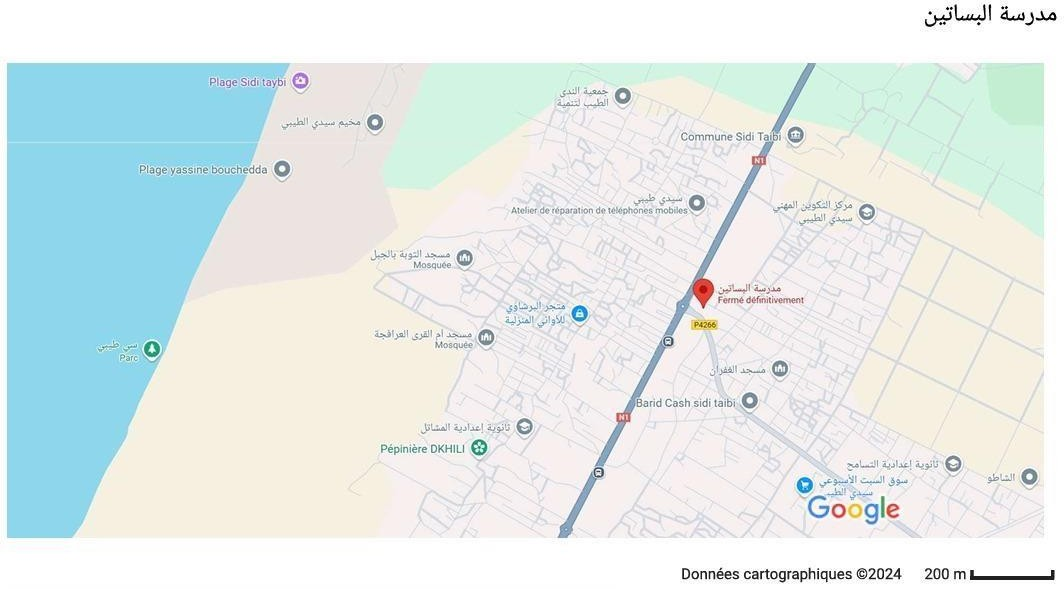 مدرسة البساتين
Plage Sidi taybi
جمعية الندى
الطيب لتنمية
مخيم سيدي الطيبي
Commune Sidi Taibi
N1
Plage yassine bouchedda
سيدي طيبي
Atelier de réparation de téléphones mobiles
مركز التكوين المهني
سيدي الطيبي
مسجد التوبة بالجبل
Mosquée
مدرسة البساتين
Fermé définitivement
متجر البرشاوي
للأواني المنزلية
P4266
مسجد أم القرى العرافجة
Mosquée
سي طيبي
Parc
مسجد الغفران
Barid Cash sidi taibi
N1
ثانوية إعدادية المشاتل
Pépinière DKHILI
ثانوية إعدادية التسامح
الشاطو
سوق السبت الأسبوعي
سيدي الطيبي
Google
Données cartographiques ©2024 200 m